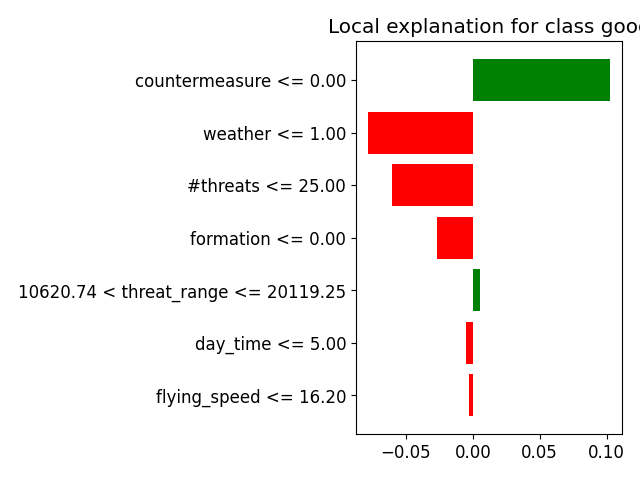 Local explanation for class goo
countermeasure <= 0.00
weather <= 1.00
#threats <= 25.00
formation <= 0.00
10620.74 < threat_range <= 20119.25
day_time <= 5.00
flying_speed <= 16.20
−0.05 0.00 0.05 0.10